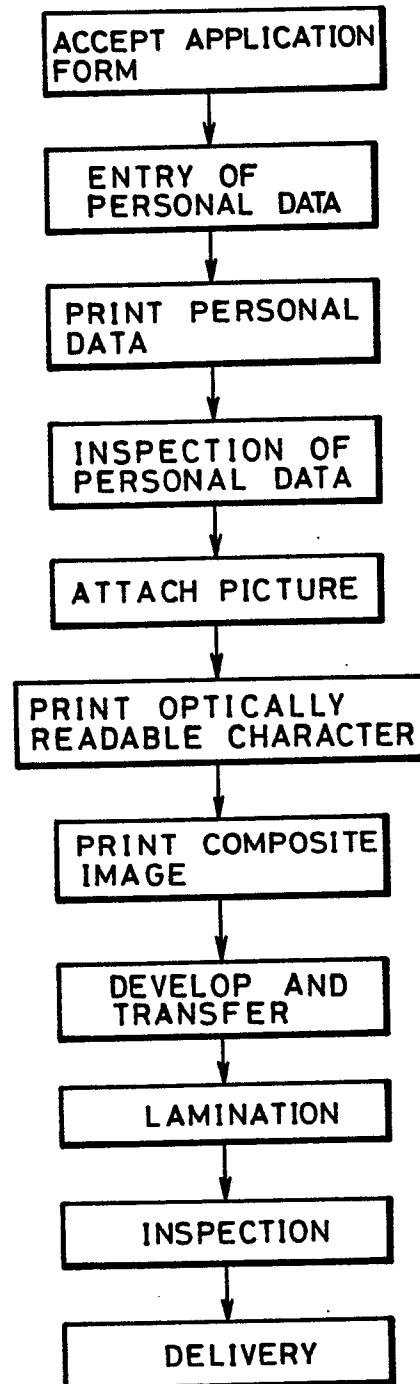 ACCEPT APPLICATION
FORM
ENTRY OF
PERSONAL DATA
PRINT PERSONAL
DATA
INSPECTION OF
PERSONAL DATA
ATTACH PICTURE
PRINT OPTICALLY
READABLE CHARACTER
PRINT COMPOSITE
IMAGE
DEVELOP AND
TRANSFER
LAMINATION
INSPECTION
DELIVERY